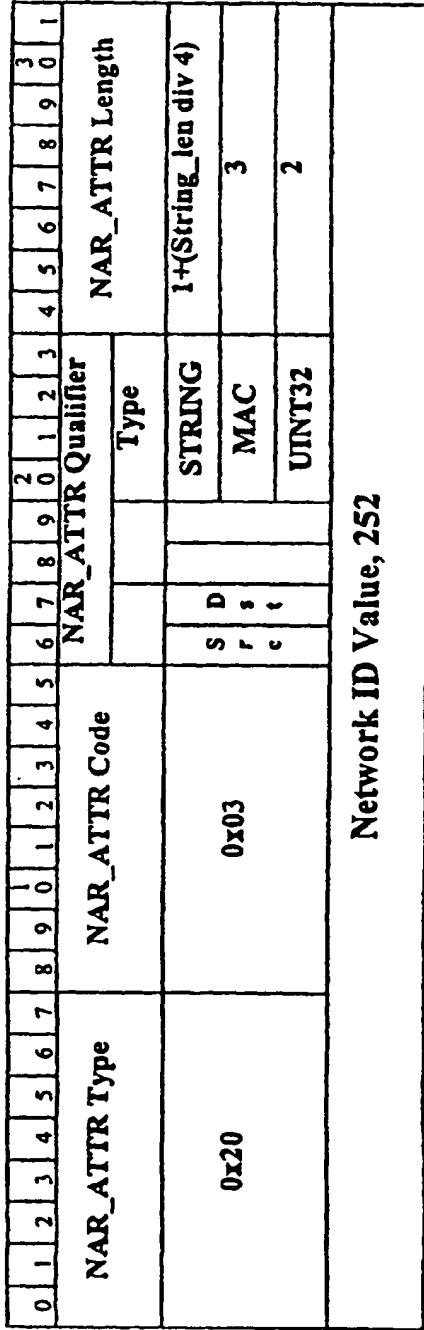 1 2 3
0 1 2 3 4 5 6 7 8 9 0 1 2 3 4 5 6 7 8 9 0 1 2 3 4 5 6 7 8 9 0 1
NAR_ATTR Type NAR_ATTR Code NAR_ATTR Qualifier NAR_ATTR Length
Type
0x20 0x03 Src Dst STRING 1+(String_len div 4)
MAC 3
UINT32 2
Network ID Value, 252